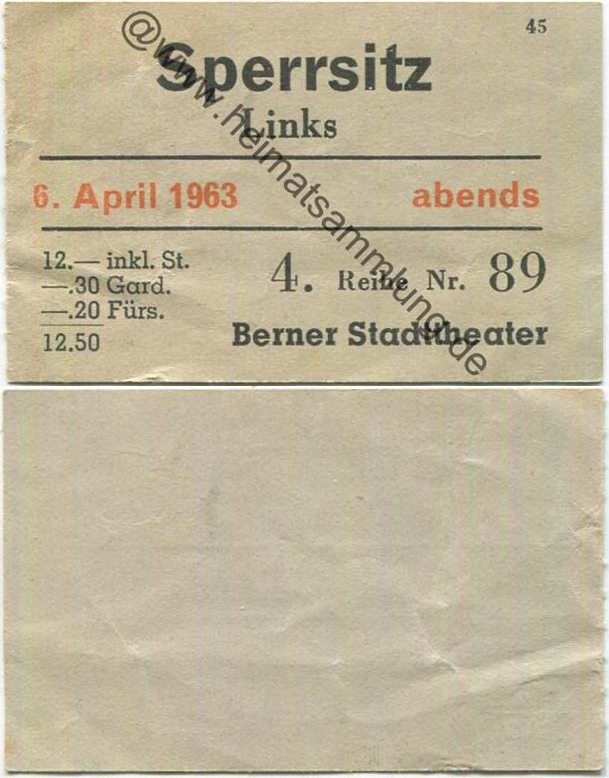 45
Sperrsitz
Links
6. April 1963 abends
12.— inkl. St.
—.30 Gard.
—.20 Fürs.
12.50
4. Reihe Nr. 89
Berner Stadttheater
@www.heimatsammlung.de